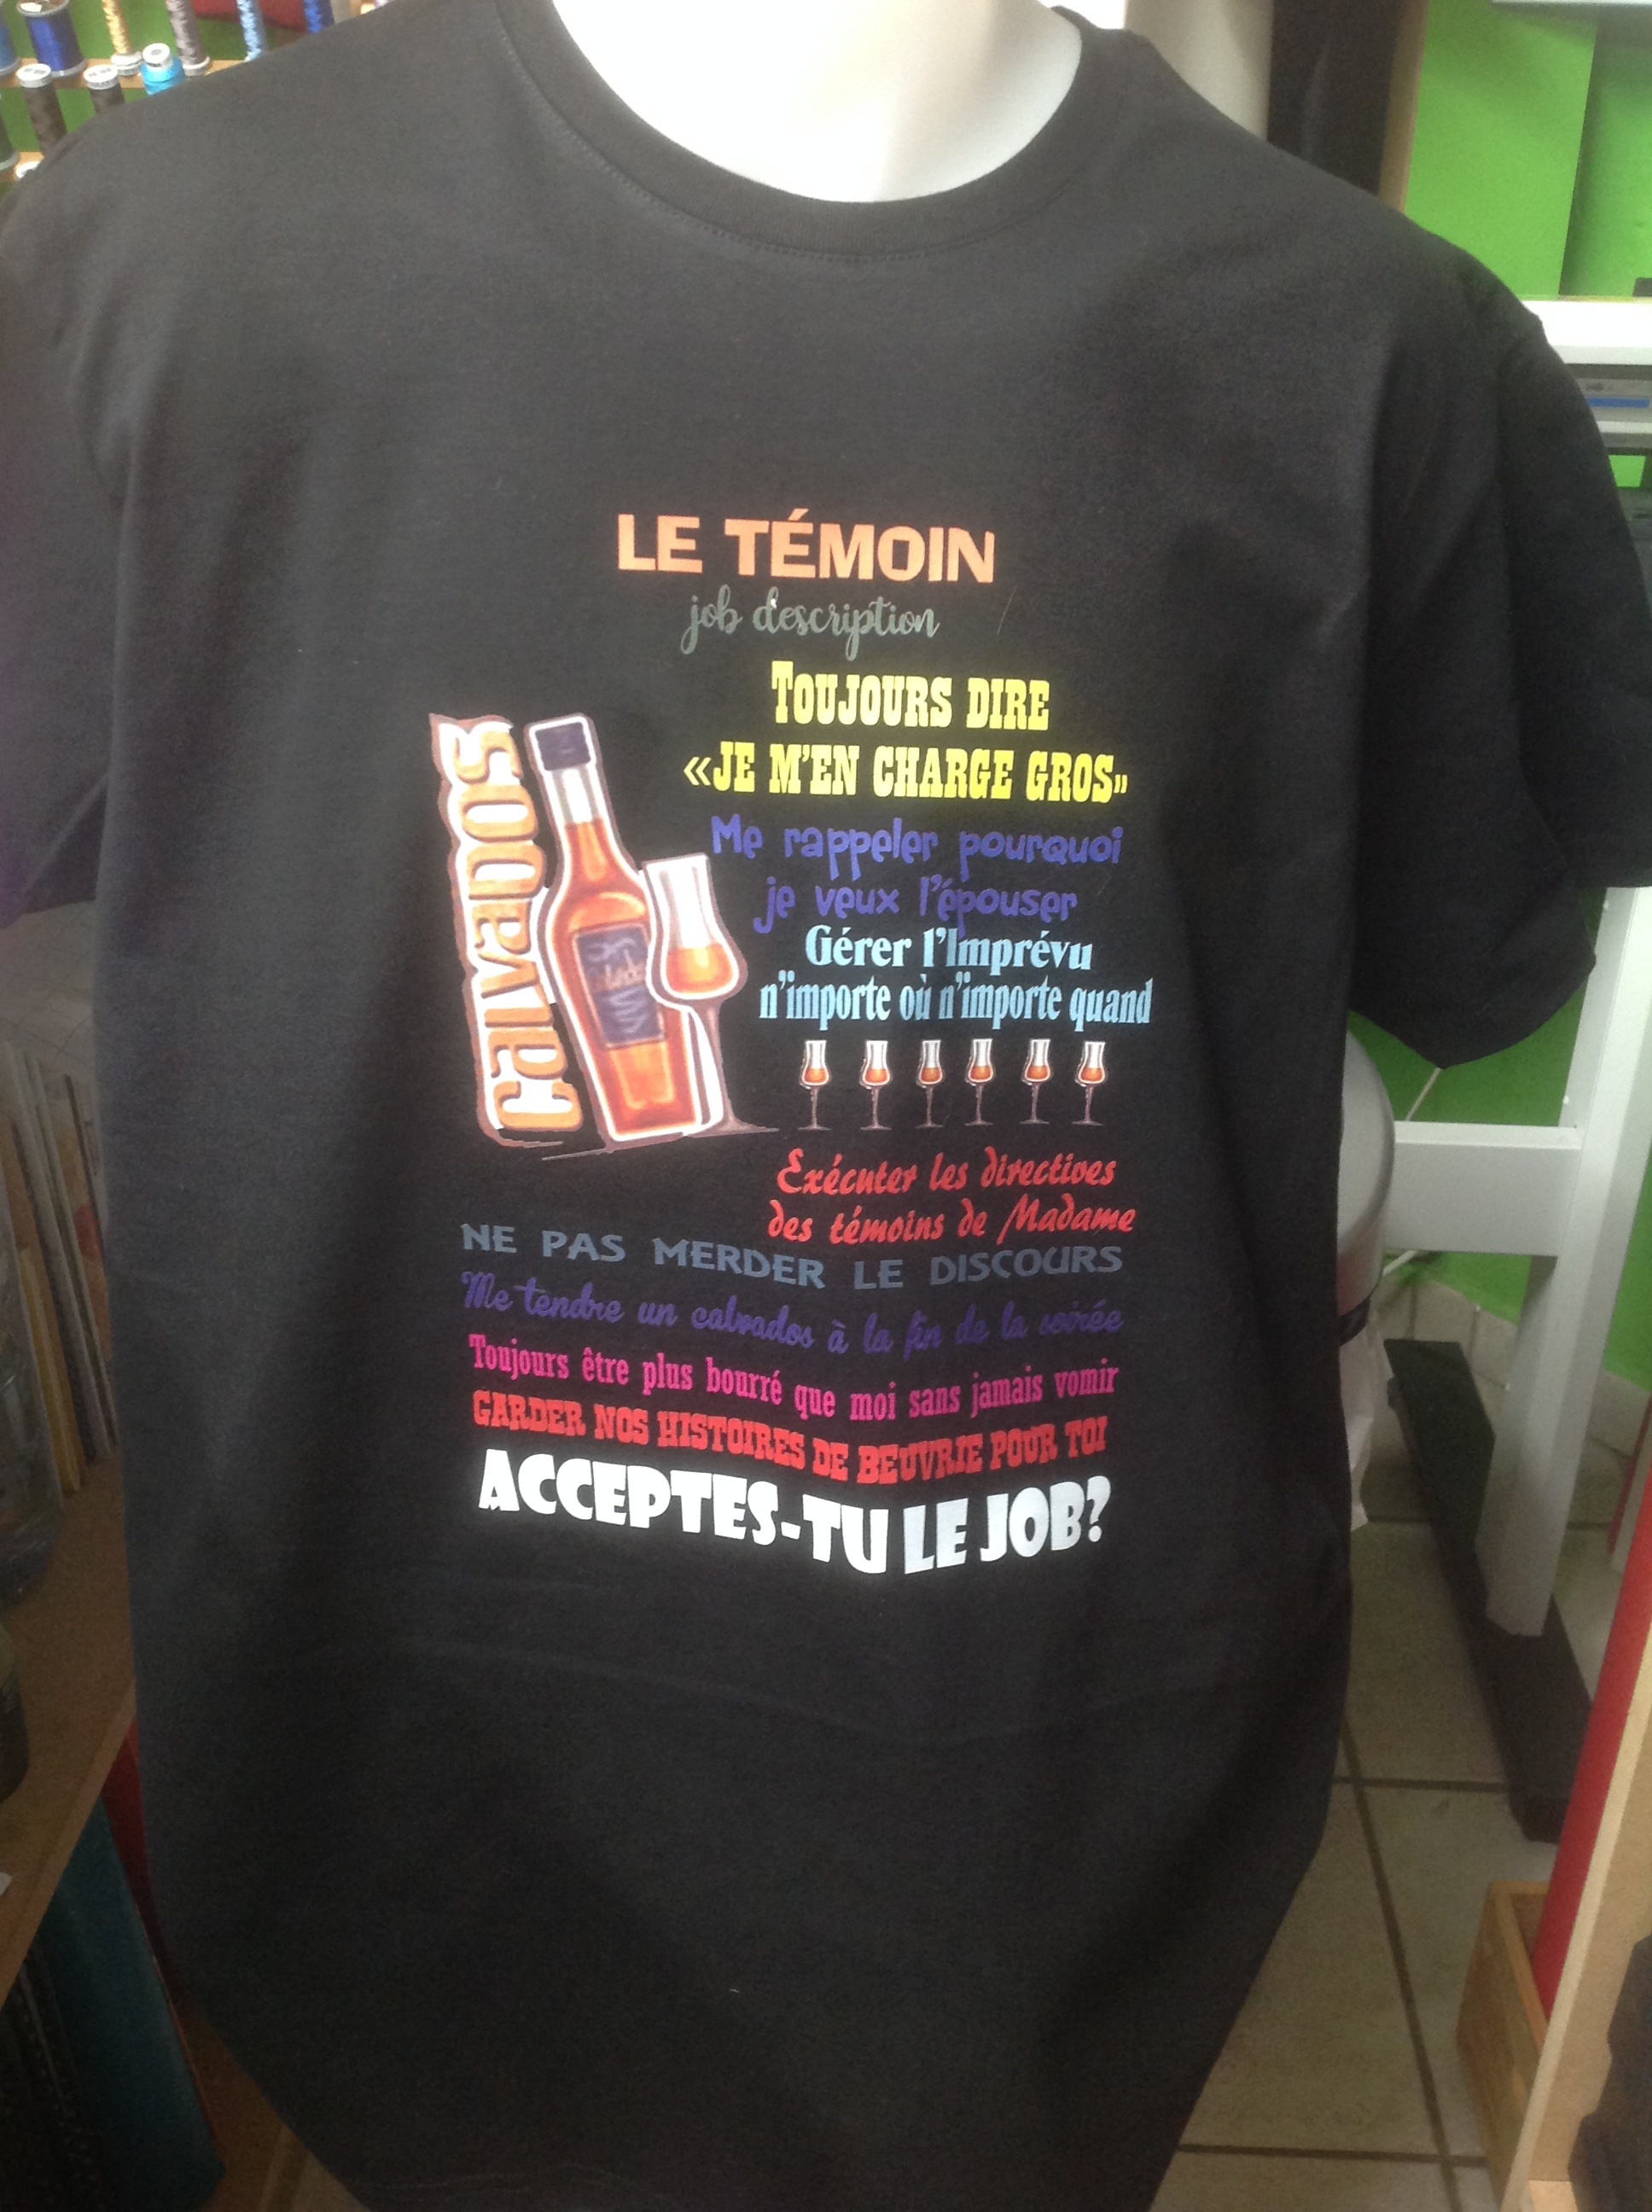 LE TÉMOIN
job description
TOUJOURS DIRE
«JE M'EN CHARGE GROS»
Me rappeler pourquoi
je veux l'épouser
Gérer l'Imprévu
n'importe où n'importe quand
CALVADOS
Exécuter les directives
des témoins de Madame
NE PAS MERDER LE DISCOURS
Me tendre un calvados à la fin de la soirée
Toujours être plus bourré que moi sans jamais vomir
GARDER NOS HISTOIRES DE BEUVRIE POUR TOI
ACCEPTES-TU LE JOB?